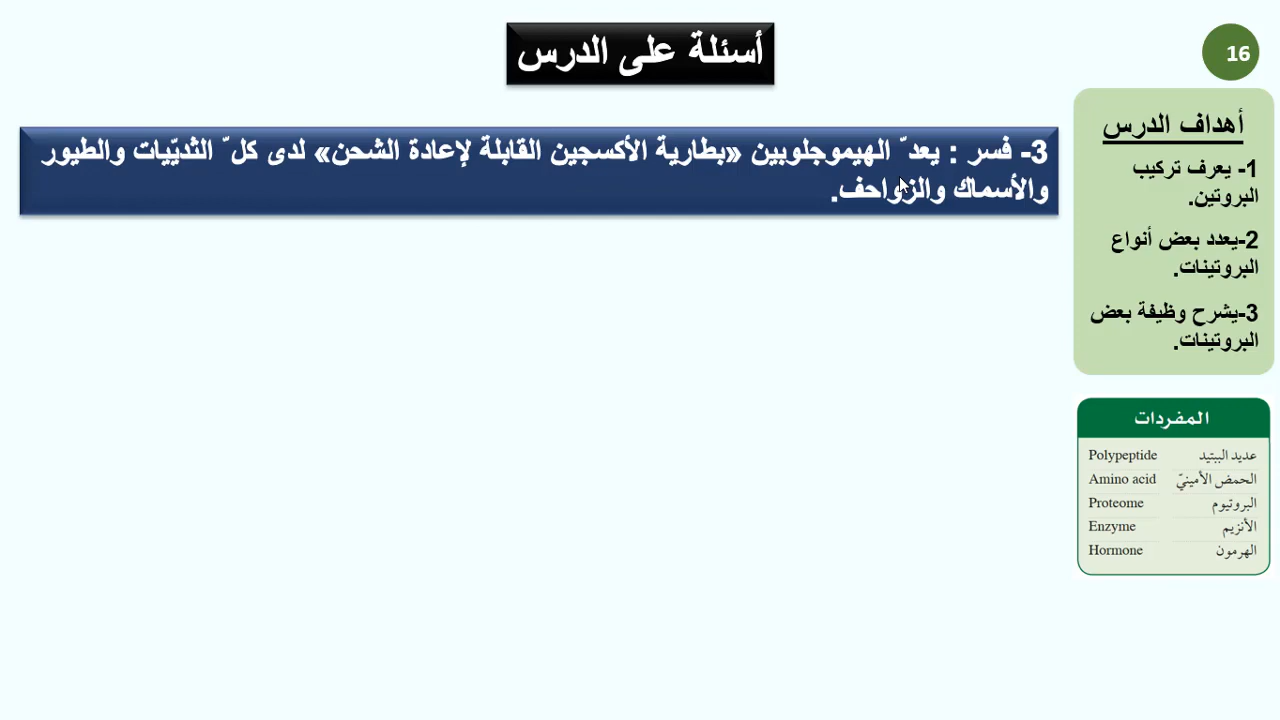 أسئلة على الدرس
16
3- فسر : يعدّ الهيموجلوبين «بطارية الأكسجين القابلة لإعادة الشحن» لدى كلّ الثدييّات والطيور
والأسماك والزواحف.
أهداف الدرس
1- يعرف تركيب
البروتين.
2-يعدد بعض أنواع
البروتينات.
3-يشرح وظيفة بعض
البروتينات.
المفردات
عديد الببتيد Polypeptide
الحمض الأمينيّ Amino acid
البروتيوم Proteome
الأنزيم Enzyme
الهرمون Hormone